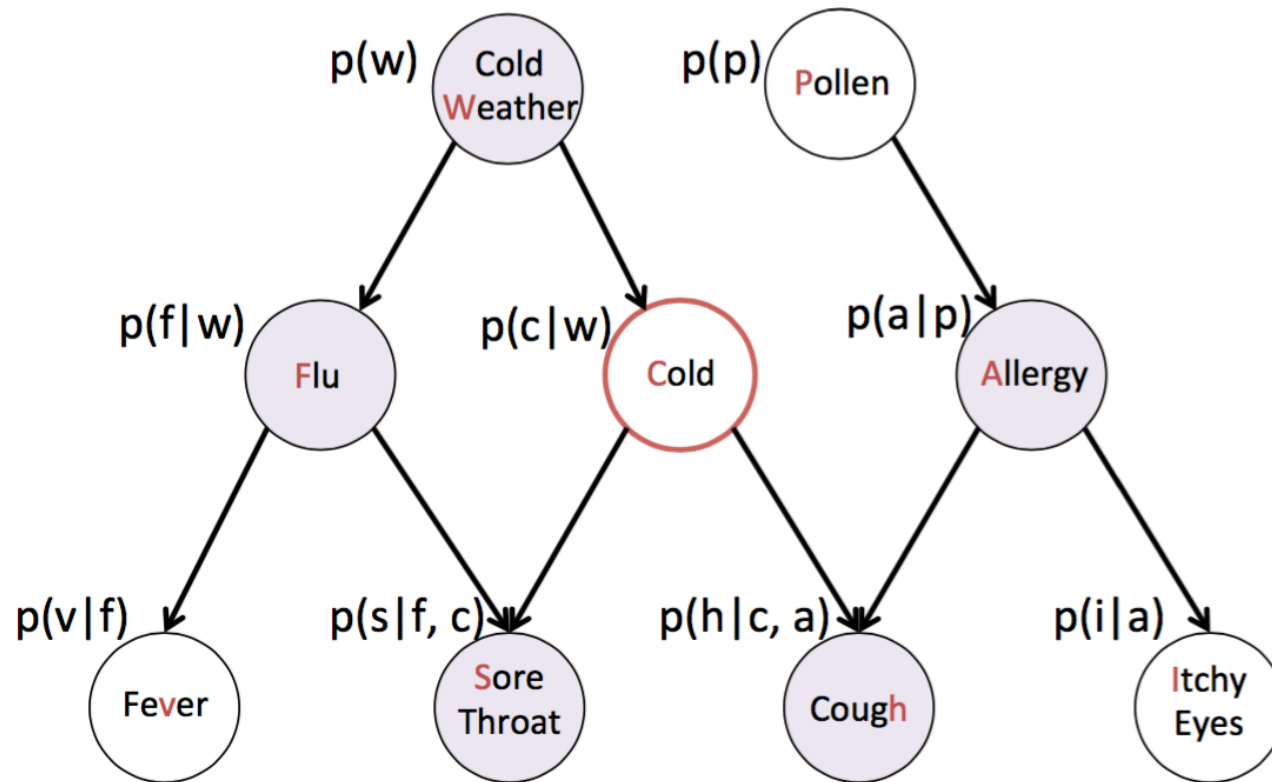 p(w)
Cold
Weather
p(p)
Pollen
p(f|w)
Flu
p(c|w)
Cold
p(a|p)
Allergy
p(v|f)
Fever
p(s|f, c)
Sore
Throat
p(h|c, a)
Cough
p(i|a)
Itchy
Eyes